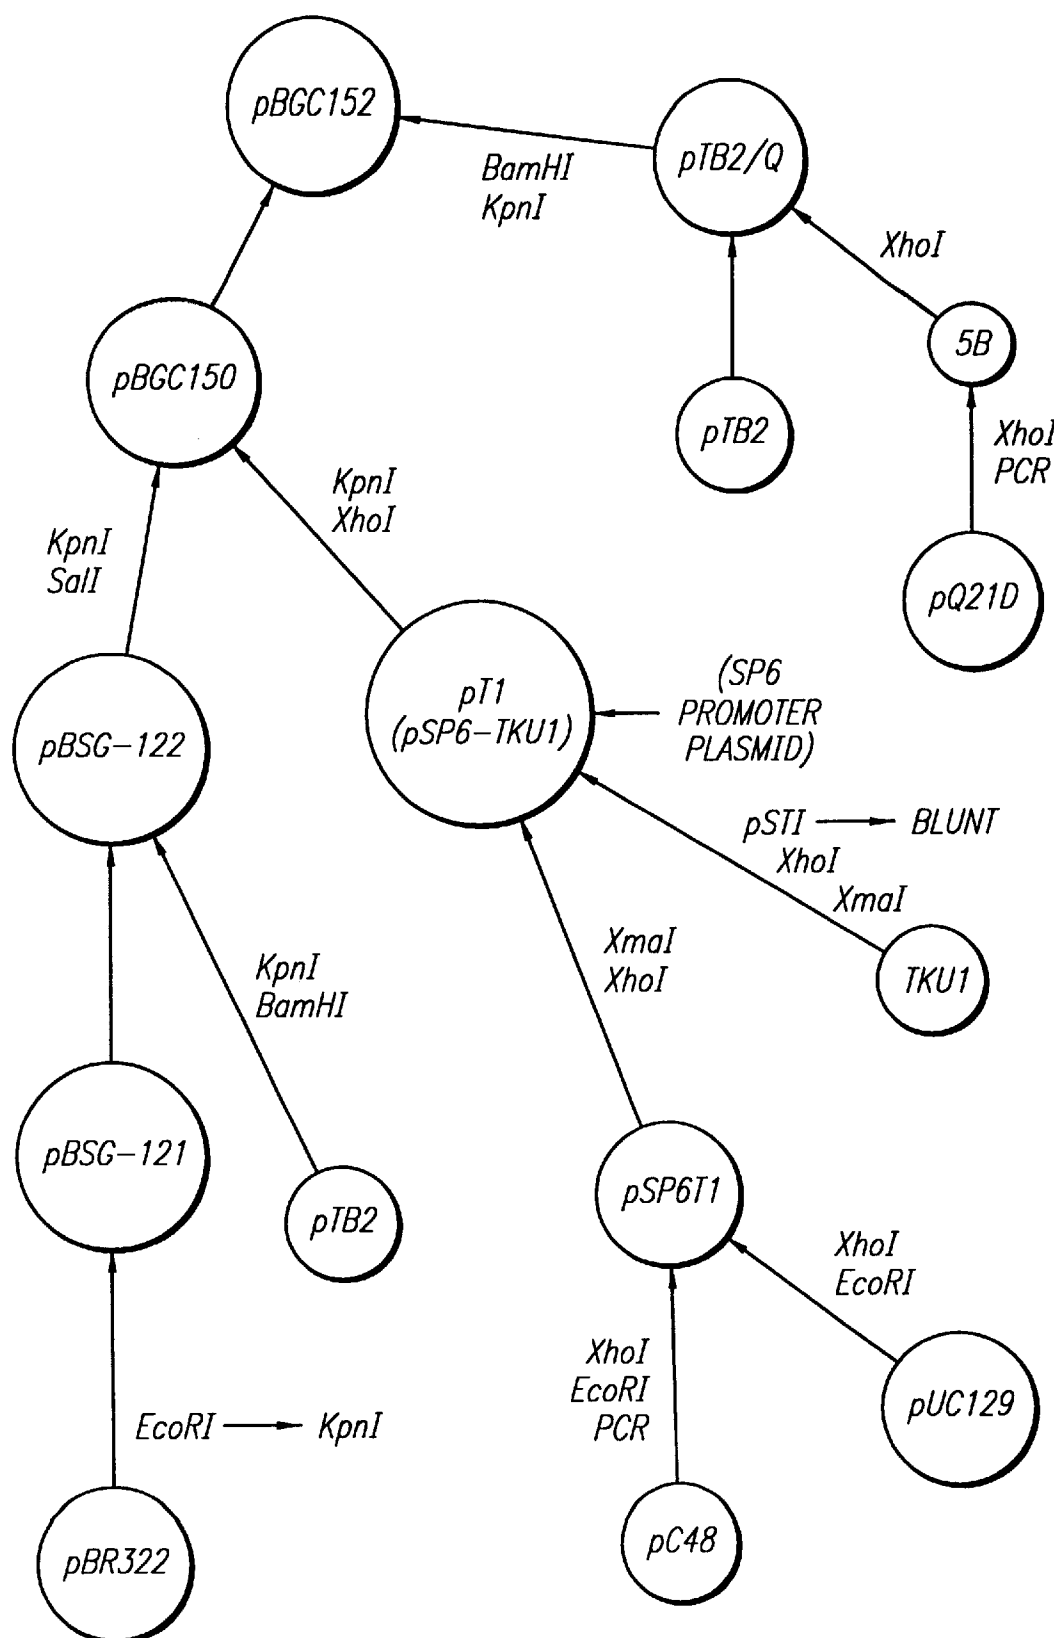 pBGC152
pTB2/Q
BamHI
KpnI
XhoI
5B
pBGC150
pTB2
XhoI
PCR
KpnI
XhoI
KpnI
SalI
pQ21D
pT1
(pSP6-TKU1)
(SP6
PROMOTER
PLASMID)
pBSG-122
pSTI → BLUNT
XhoI
XmaI
XmaI
XhoI
TKU1
KpnI
BamHI
pBSG-121
pSP6T1
pTB2
XhoI
EcoRI
XhoI
EcoRI
PCR
pUC129
EcoRI → KpnI
pC48
pBR322